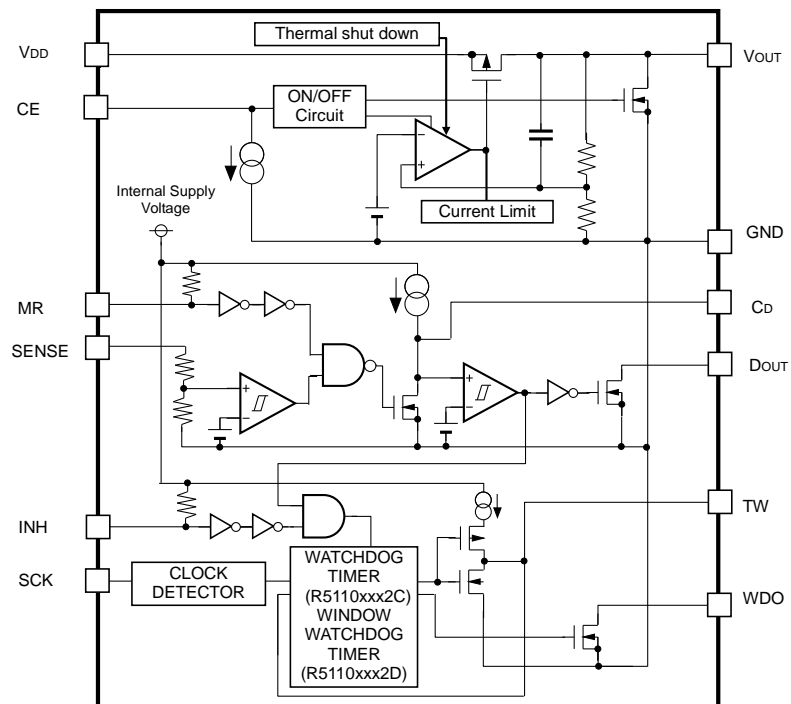 Thermal shut down
VDD
VOUT
CE
ON/OFF
Circuit
−
+
Internal Supply
Voltage
Current Limit
GND
MR
CD
SENSE
DOUT
+
−
+
−
INH
TW
SCK
CLOCK
DETECTOR
WATCHDOG
TIMER
(R5110xxx2C)
WINDOW
WATCHDOG
TIMER
(R5110xxx2D)
WDO